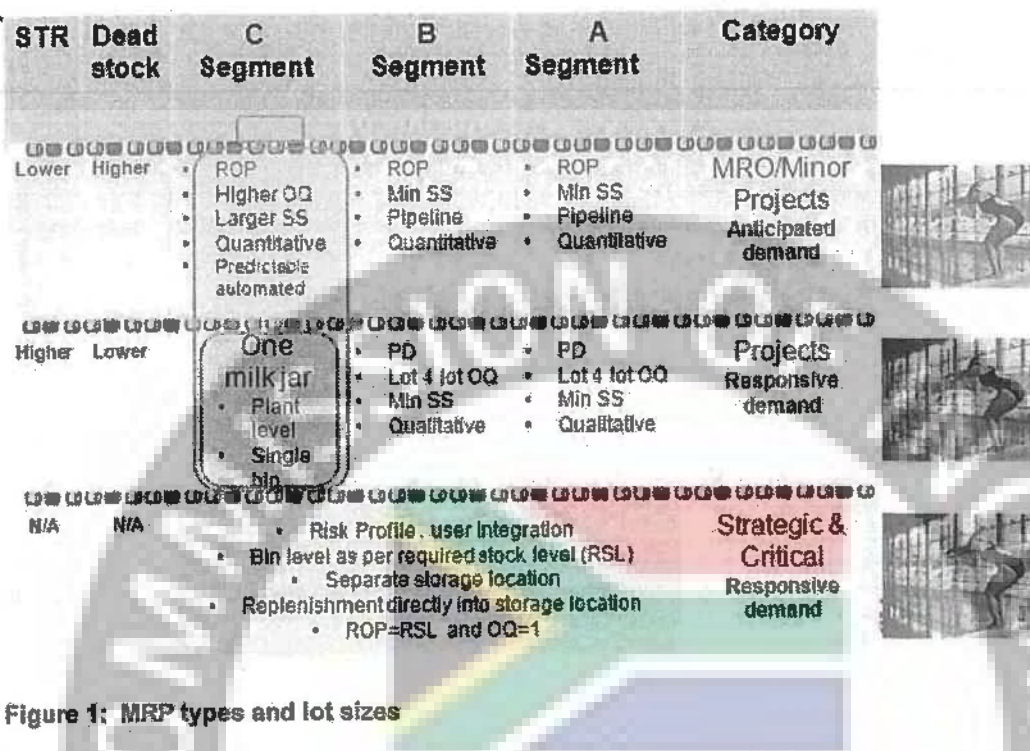 STR Dead stock C Segment B Segment A Segment Category
Lower Higher
• ROP
• Higher OQ
• Larger SS
• Quantitative
• Predictable automated
• ROP
• Min SS
• Pipeline
• Quantitative
• ROP
• Min SS
• Pipeline
• Quantitative
MRO/Minor
Projects
Anticipated
demand
Higher Lower
One
milk jar
• Plant
level
• Single
bin
• PD
• Lot 4 lot OQ
• Min SS
• Qualitative
• PD
• Lot 4 lot OQ
• Min SS
• Qualitative
Projects
Responsive
demand
N/A N/A
• Risk Profile, user Integration
• Bin level as per required stock level (RSL)
• Separate storage location
• Replenishment directly into storage location
• ROP=RSL and OQ=1
Strategic &
Critical
Responsive
demand
Figure 1: MRP types and lot sizes